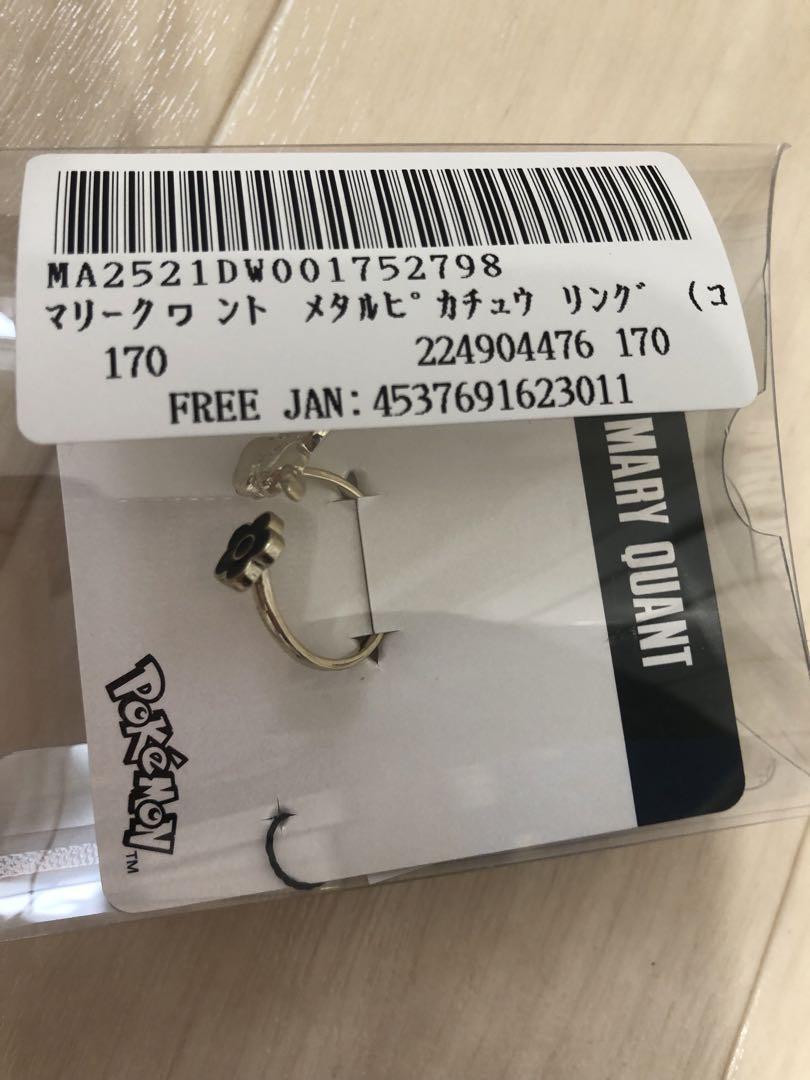 MA2521DW001752798
マリークヮント メタルピカチュウ リング (コ
170 224904476 170
FREE JAN: 4537691623011
MARY QUANT
POKéMON
TM